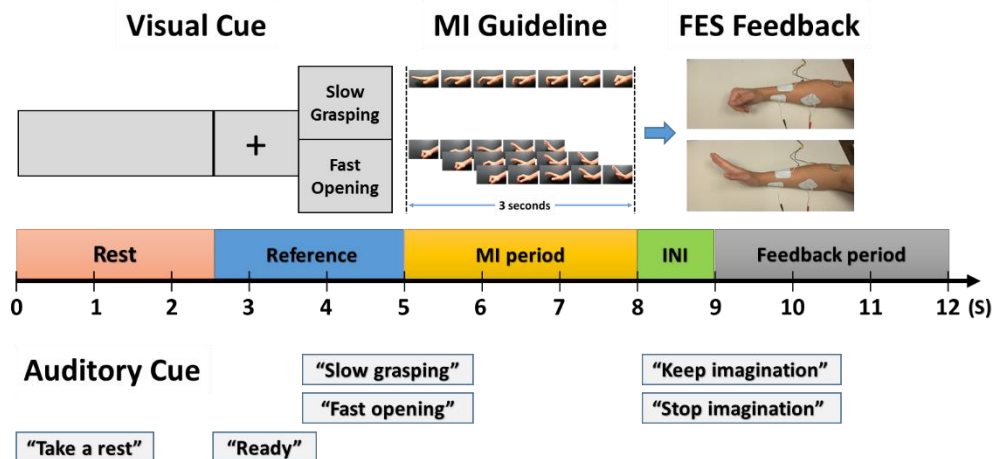 Visual Cue
MI Guideline
FES Feedback
+
Slow
Grasping
Fast
Opening
3 seconds
Rest
Reference
MI period
INI
Feedback period
0 1 2 3 4 5 6 7 8 9 10 11 12 (S)
Auditory Cue
“Slow grasping”
“Keep imagination”
“Fast opening”
“Stop imagination”
“Take a rest”
“Ready”